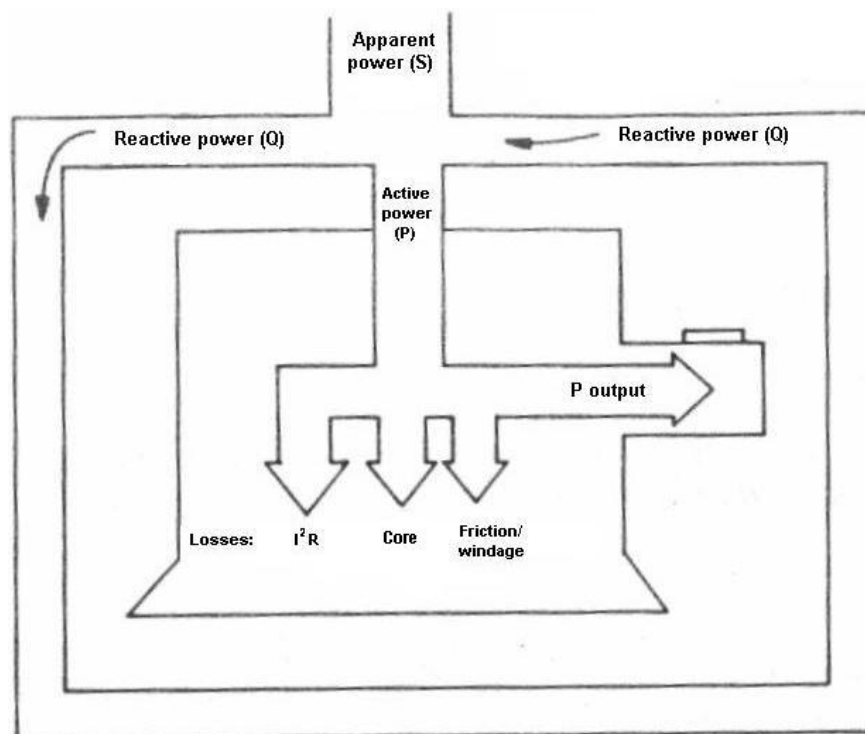 Apparent
power (S)
Reactive power (Q)
Reactive power (Q)
Active
power
(P)
P output
Losses:
I²R
Core
Friction/
windage